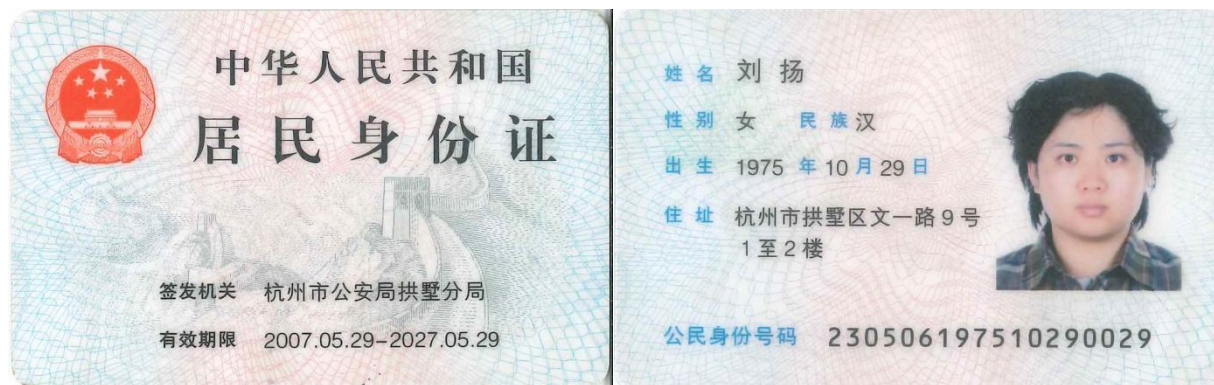 中华人民共和国
居民身份证
签发机关 杭州市公安局拱墅分局
有效期限 2007.05.29-2027.05.29
姓名 刘扬
性别 女 民族 汉
出生 1975 年 10 月 29 日
住址 杭州市拱墅区文一路9号
1至2楼
公民身份号码 230506197510290029